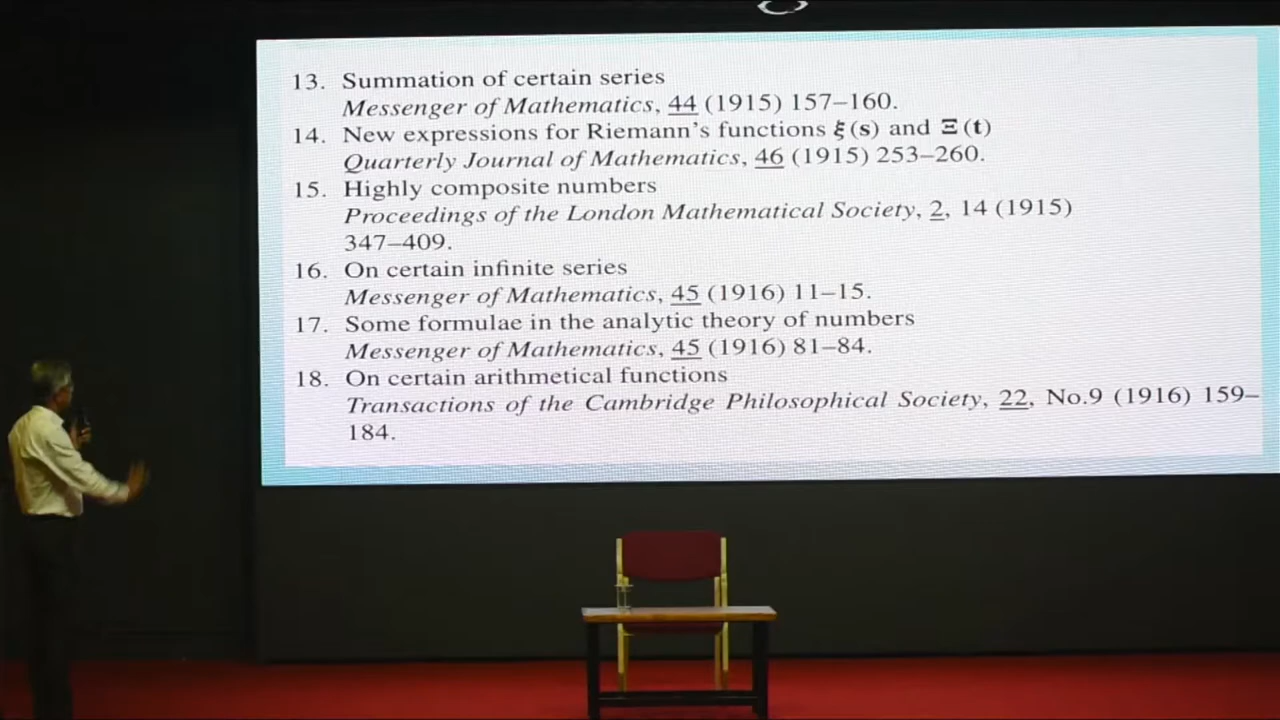 13. Summation of certain series
Messenger of Mathematics, 44 (1915) 157–160.
14. New expressions for Riemann's functions ξ(s) and Ξ(t)
Quarterly Journal of Mathematics, 46 (1915) 253–260.
15. Highly composite numbers
Proceedings of the London Mathematical Society, 2, 14 (1915)
347–409.
16. On certain infinite series
Messenger of Mathematics, 45 (1916) 11–15.
17. Some formulae in the analytic theory of numbers
Messenger of Mathematics, 45 (1916) 81–84.
18. On certain arithmetical functions
Transactions of the Cambridge Philosophical Society, 22, No.9 (1916) 159–
184.